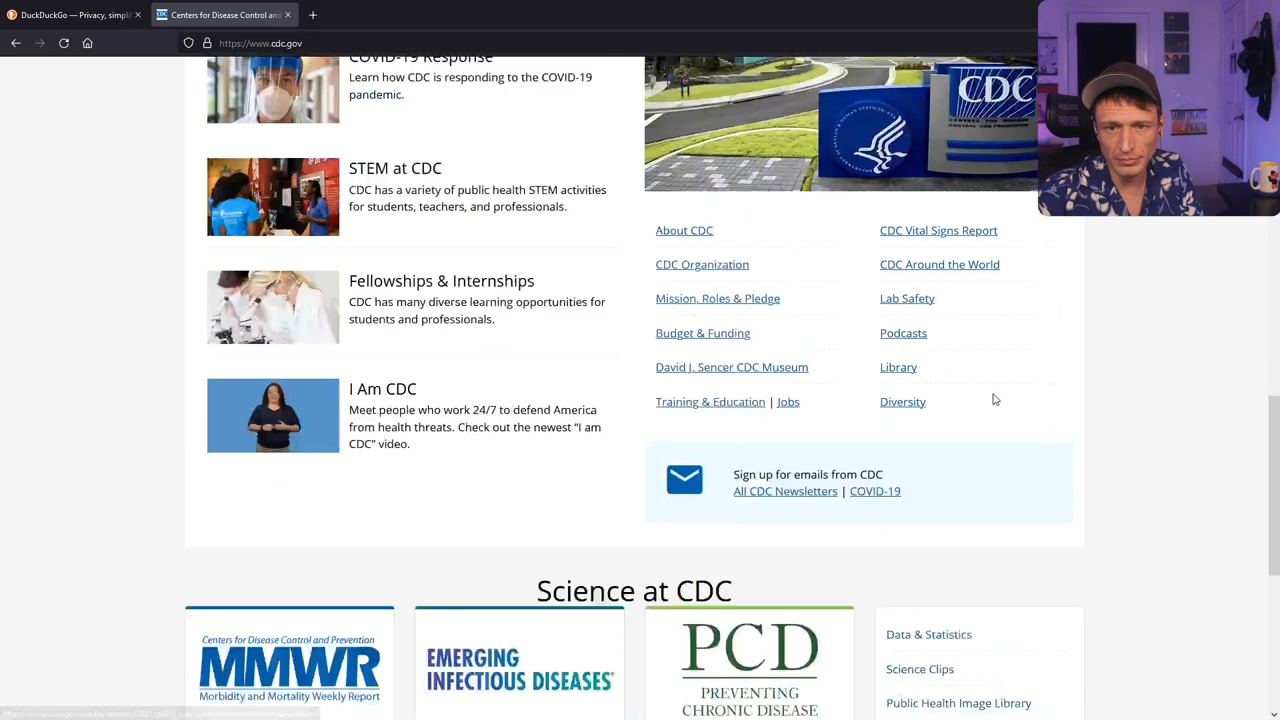 DuckDuckGo — Privacy, simpli
Centers for Disease Control and
https://www.cdc.gov
COVID-19 Response
Learn how CDC is responding to the COVID-19
pandemic.
STEM at CDC
CDC has a variety of public health STEM activities
for students, teachers, and professionals.
Fellowships & Internships
CDC has many diverse learning opportunities for
students and professionals.
I Am CDC
Meet people who work 24/7 to defend America
from health threats. Check out the newest “I am
CDC” video.
CDC
About CDC
CDC Organization
Mission, Roles & Pledge
Budget & Funding
David J. Sencer CDC Museum
Training & Education | Jobs
CDC Vital Signs Report
CDC Around the World
Lab Safety
Podcasts
Library
Diversity
Sign up for emails from CDC
All CDC Newsletters | COVID-19
Science at CDC
Centers for Disease Control and Prevention
MMWR
Morbidity and Mortality Weekly Report
EMERGING
INFECTIOUS DISEASES®
PCD
PREVENTING
CHRONIC DISEASE
Data & Statistics
Science Clips
Public Health Image Library